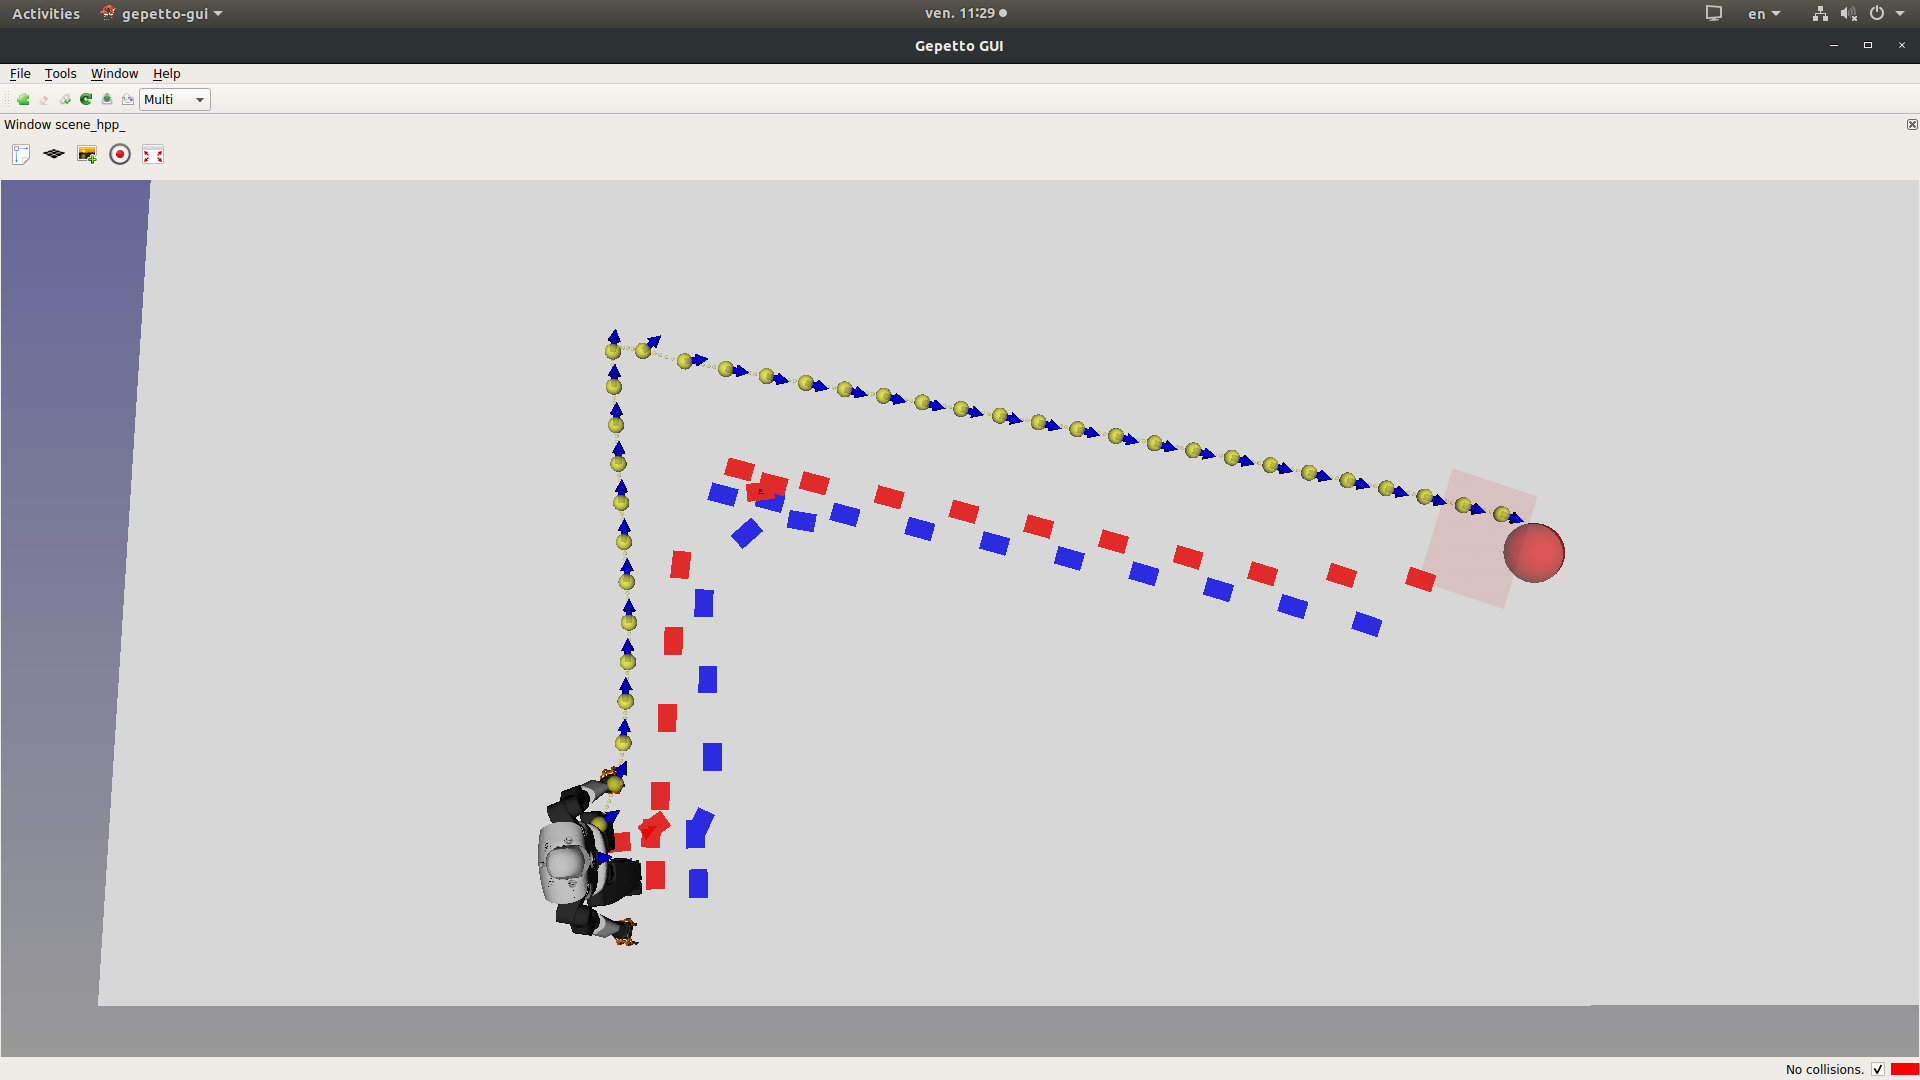 Activities gepetto-gui ven. 11:29 en
Gepetto GUI
File Tools Window Help
Multi
Window scene_hpp_
No collisions.